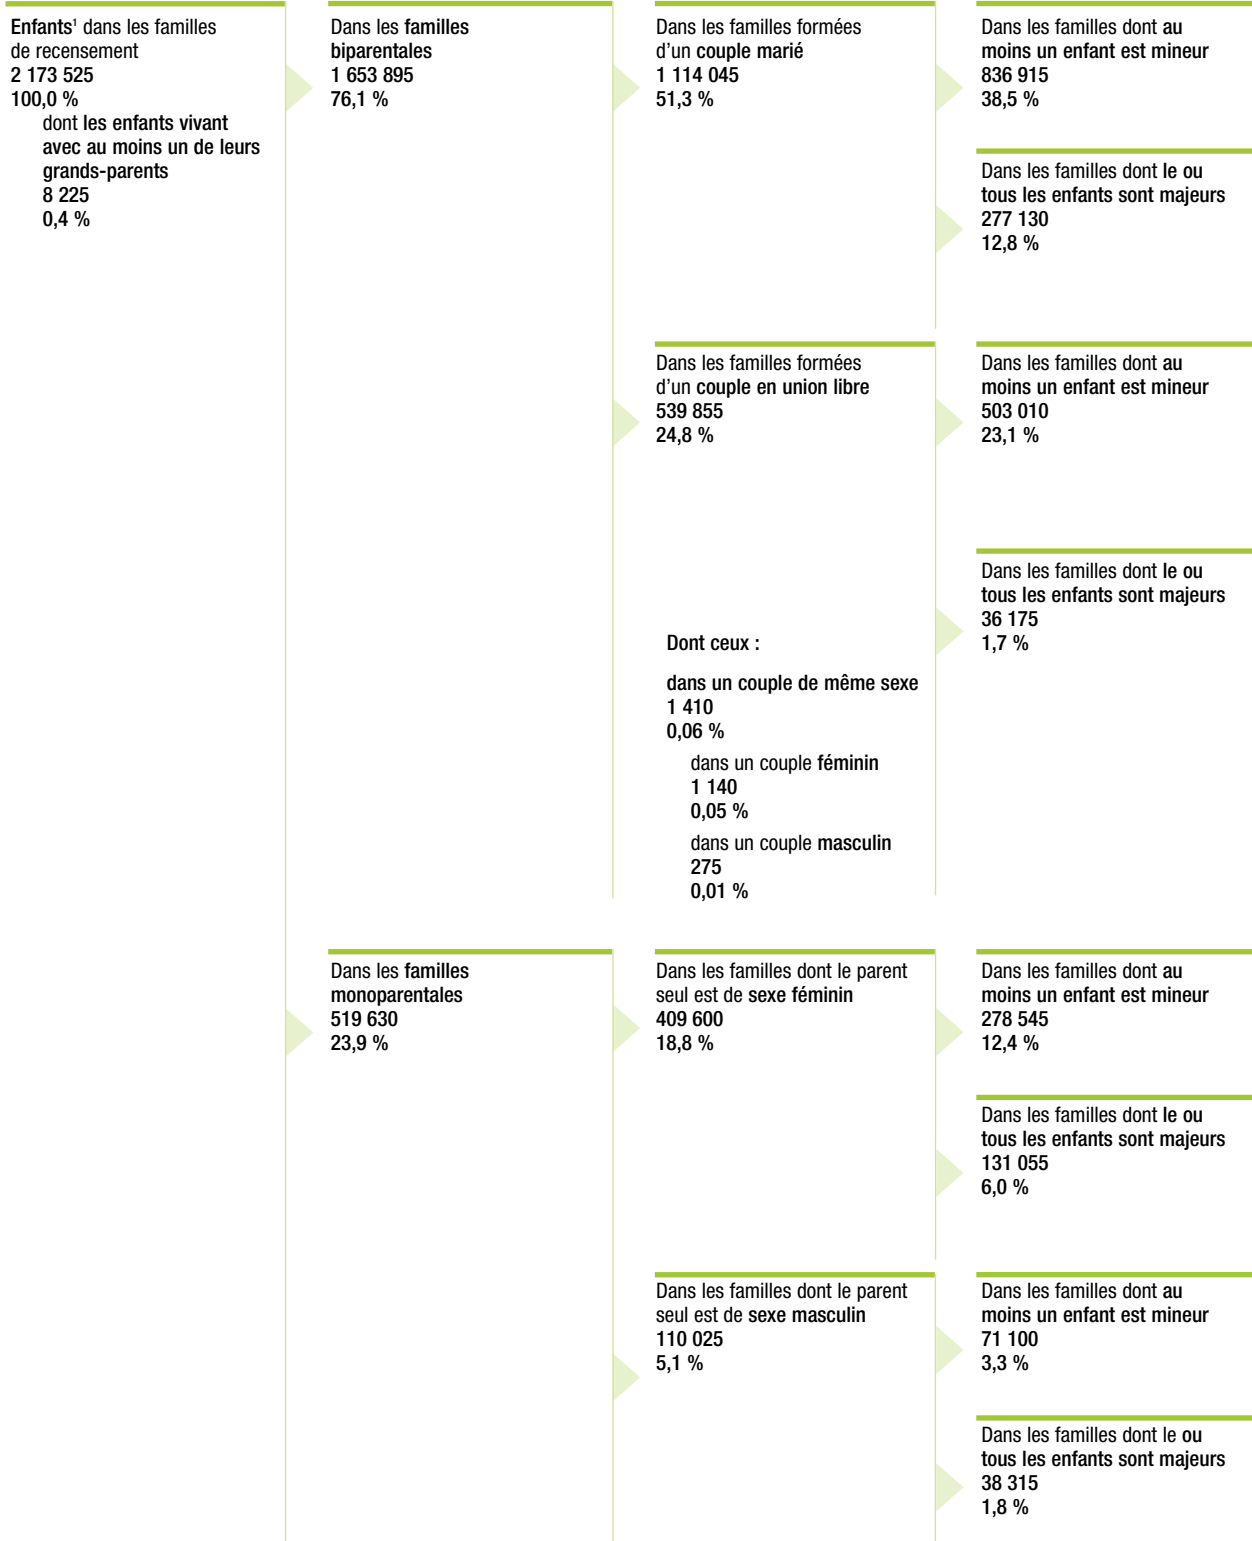 Enfants¹ dans les familles
de recensement
2 173 525
100,0 %
dont les enfants vivant
avec au moins un de leurs
grands-parents
8 225
0,4 %
Dans les familles
biparentales
1 653 895
76,1 %
Dans les familles formées
d'un couple marié
1 114 045
51,3 %
Dans les familles dont au
moins un enfant est mineur
836 915
38,5 %
Dans les familles dont le ou
tous les enfants sont majeurs
277 130
12,8 %
Dans les familles formées
d'un couple en union libre
539 855
24,8 %
Dans les familles dont au
moins un enfant est mineur
503 010
23,1 %
Dans les familles dont le ou
tous les enfants sont majeurs
36 175
1,7 %
Dont ceux :
dans un couple de même sexe
1 410
0,06 %
dans un couple féminin
1 140
0,05 %
dans un couple masculin
275
0,01 %
Dans les familles
monoparentales
519 630
23,9 %
Dans les familles dont le parent
seul est de sexe féminin
409 600
18,8 %
Dans les familles dont au
moins un enfant est mineur
278 545
12,4 %
Dans les familles dont le ou
tous les enfants sont majeurs
131 055
6,0 %
Dans les familles dont le parent
seul est de sexe masculin
110 025
5,1 %
Dans les familles dont au
moins un enfant est mineur
71 100
3,3 %
Dans les familles dont le ou
tous les enfants sont majeurs
38 315
1,8 %